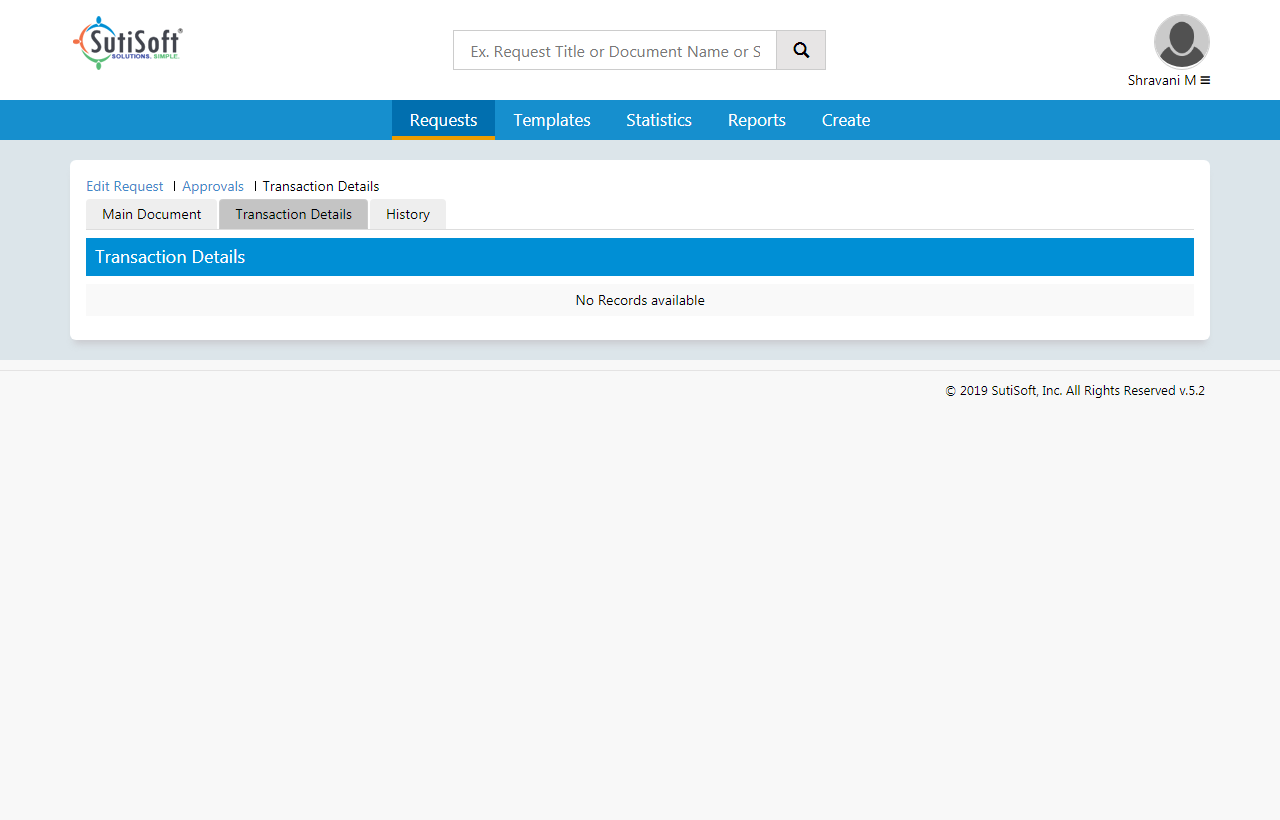 SutiSoft®
SOLUTIONS. SIMPLE.
Ex. Request Title or Document Name or S
Shravani M
Requests Templates Statistics Reports Create
Edit Request | Approvals | Transaction Details
Main Document Transaction Details History
Transaction Details
No Records available
© 2019 SutiSoft, Inc. All Rights Reserved v.5.2